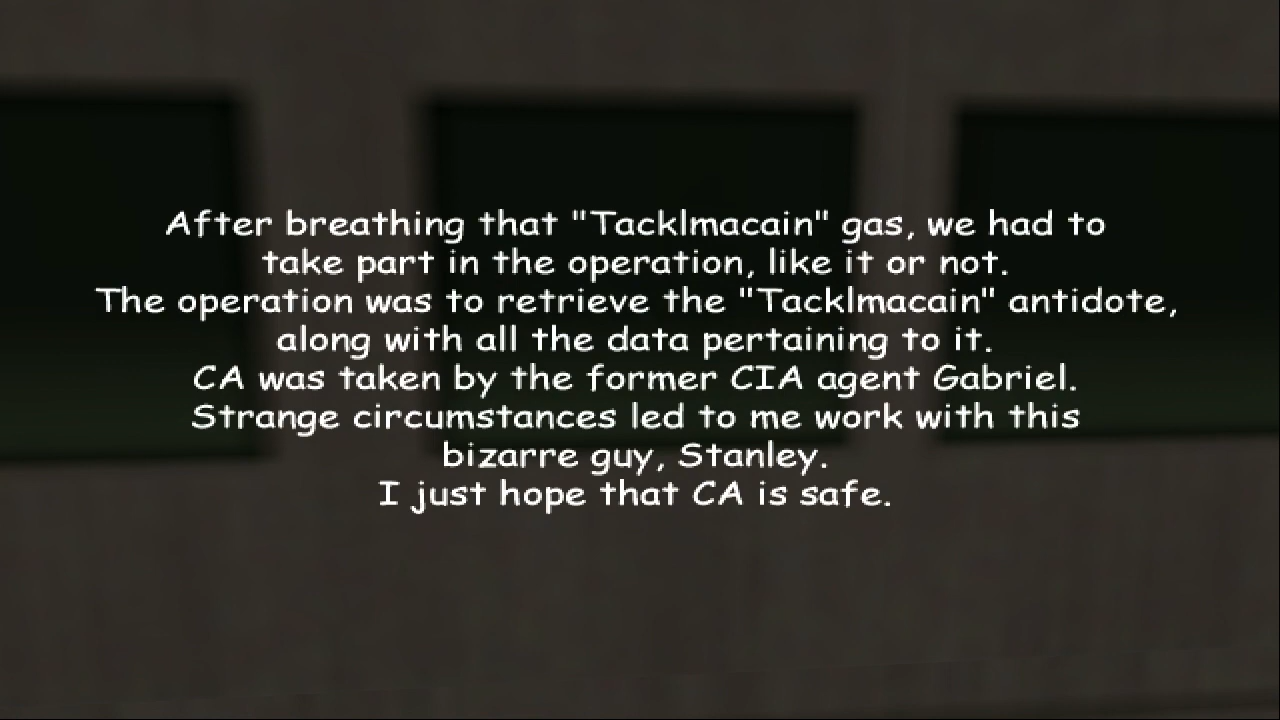 After breathing that "Tacklmacain" gas, we had to
take part in the operation, like it or not.
The operation was to retrieve the "Tacklmacain" antidote,
along with all the data pertaining to it.
CA was taken by the former CIA agent Gabriel.
Strange circumstances led to me work with this
bizarre guy, Stanley.
I just hope that CA is safe.